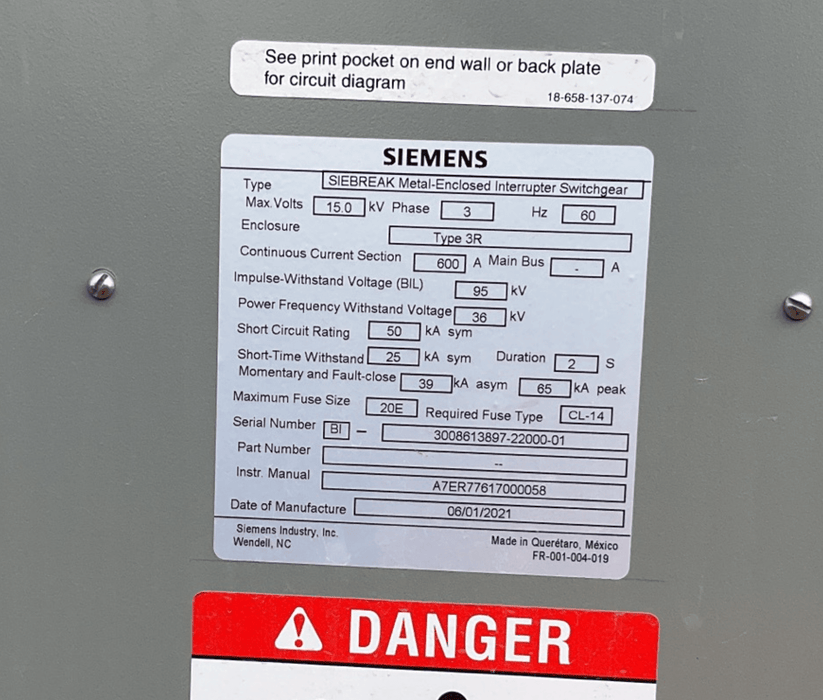 See print pocket on end wall or back plate
for circuit diagram
18-658-137-074
SIEMENS
Type SIEBREAK Metal-Enclosed Interrupter Switchgear
Max.Volts 15.0 kV Phase 3 Hz 60
Enclosure Type 3R
Continuous Current Section 600 A Main Bus - A
Impulse-Withstand Voltage (BIL) 95 kV
Power Frequency Withstand Voltage 36 kV
Short Circuit Rating 50 kA sym
Short-Time Withstand 25 kA sym Duration 2 S
Momentary and Fault-close 39 kA asym 65 kA peak
Maximum Fuse Size 20E Required Fuse Type CL-14
Serial Number BI – 3008613897-22000-01
Part Number --
Instr. Manual A7ER77617000058
Date of Manufacture 06/01/2021
Siemens Industry, Inc.
Wendell, NC
Made in Querétaro, México
FR-001-004-019
DANGER